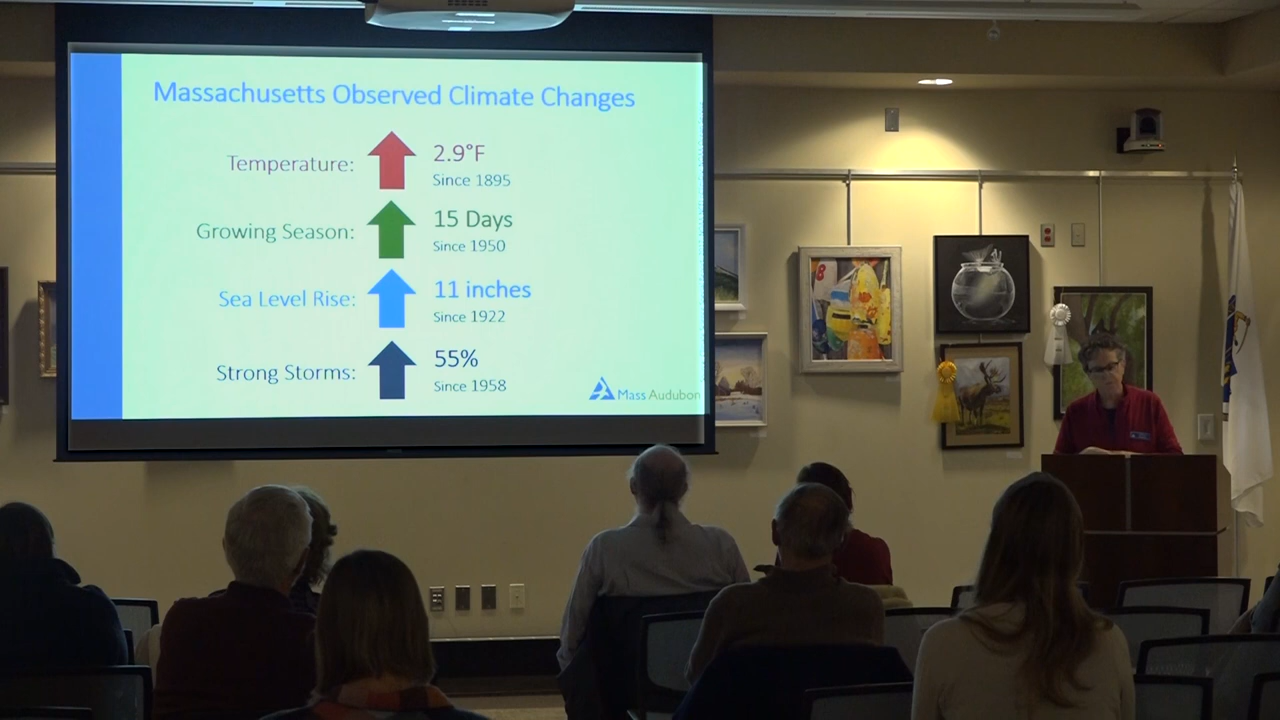 Massachusetts Observed Climate Changes
Temperature:
2.9°F
Since 1895
Growing Season:
15 Days
Since 1950
Sea Level Rise:
11 inches
Since 1922
Strong Storms:
55%
Since 1958
Mass Audubon
8